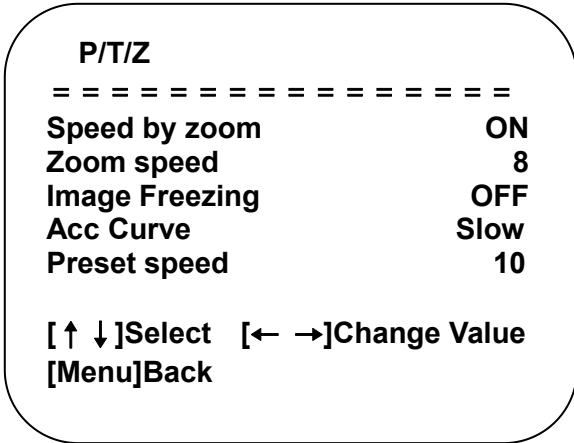 P/T/Z
= = = = = = = = = = = = = = = =
Speed by zoom ON
Zoom speed 8
Image Freezing OFF
Acc Curve Slow
Preset speed 10
[↑ ↓]Select [← →]Change Value
[Menu]Back